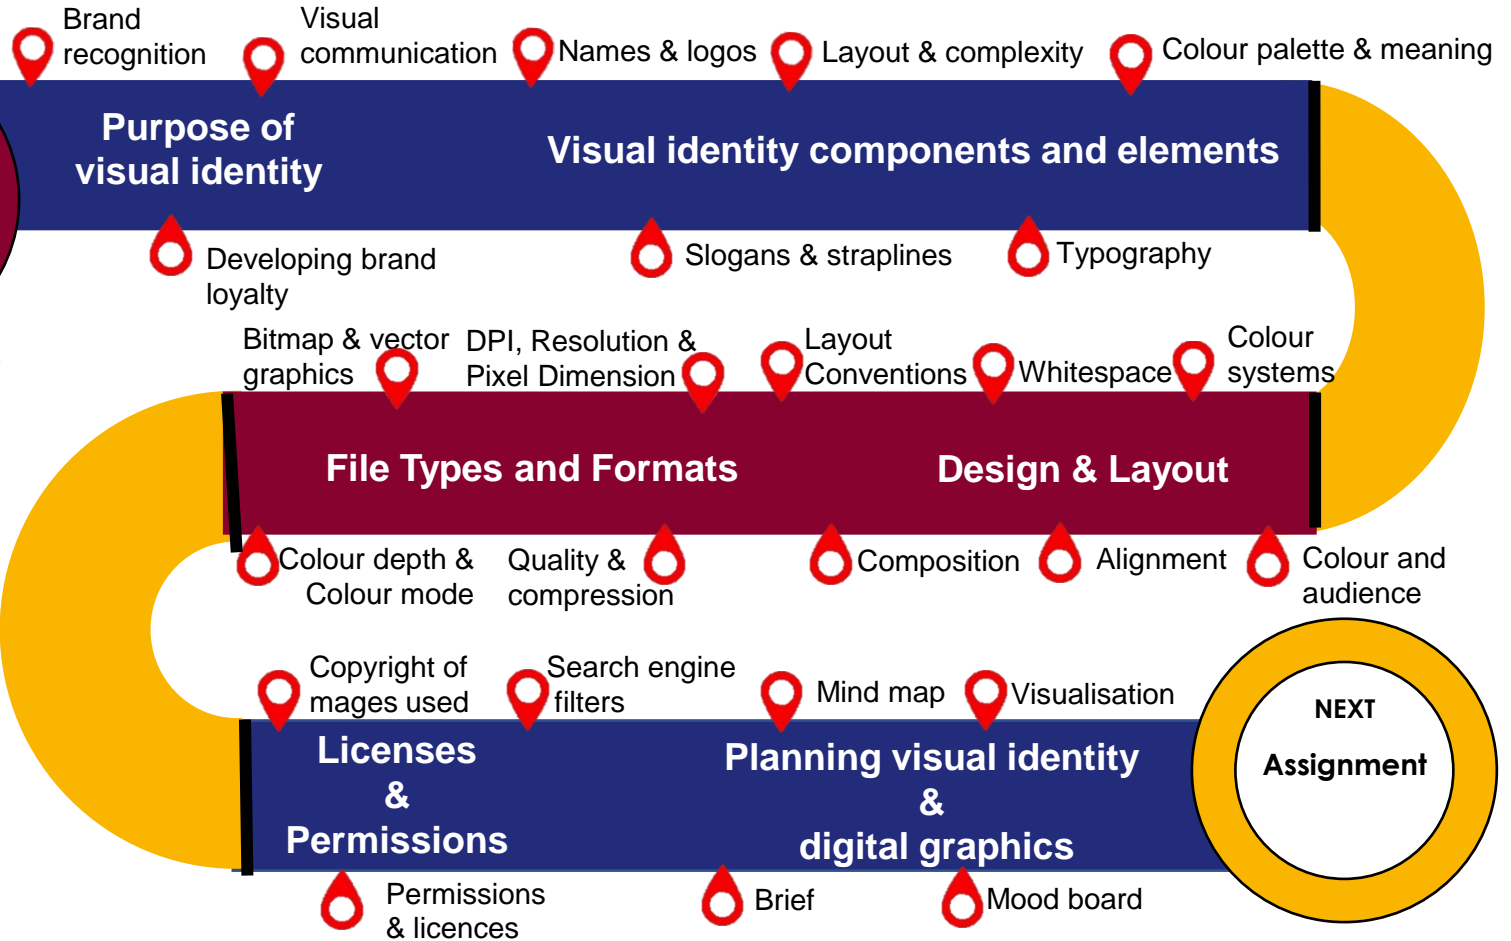 Brand
recognition
Visual
communication
Names & logos
Layout & complexity
Colour palette & meaning
Purpose of
visual identity
Visual identity components and elements
Developing brand
loyalty
Slogans & straplines
Typography
Bitmap & vector
graphics
DPI, Resolution &
Pixel Dimension
Layout
Conventions
Whitespace
Colour
systems
File Types and Formats
Design & Layout
Colour depth &
Colour mode
Quality &
compression
Composition
Alignment
Colour and
audience
Copyright of
mages used
Search engine
filters
Mind map
Visualisation
Licenses
&
Permissions
Planning visual identity
&
digital graphics
NEXT
Assignment
Permissions
& licences
Brief
Mood board